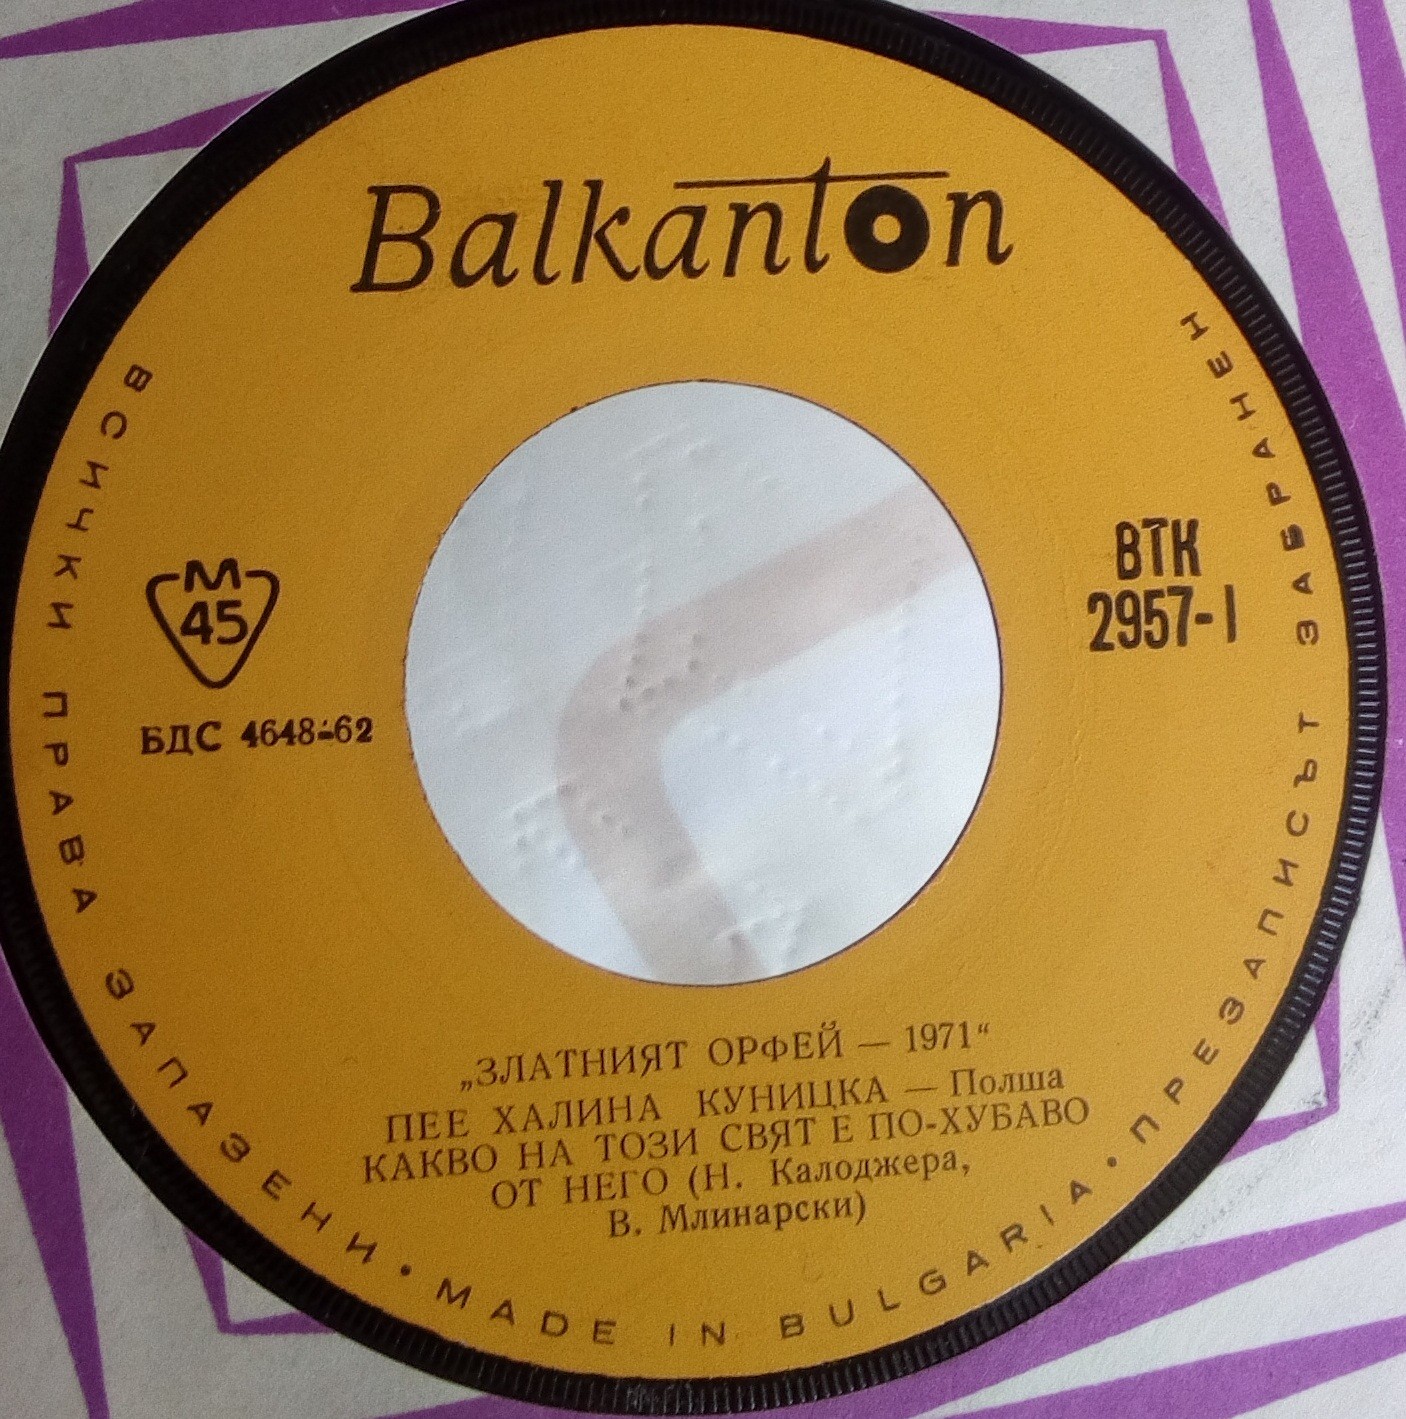 Balkanton
ВТК
2957-1
М
45
БДС 4648-62
„ЗЛАТНИЯТ ОРФЕЙ — 1971“
ПЕЕ ХАЛИНА КУНИЦКА — Полша
КАКВО НА ТОЗИ СВЯТ Е ПО-ХУБАВО
ОТ НЕГО (Н. Калоджера,
В. Млинарски)
ВСИЧКИ ПРАВА ЗАПАЗЕНИ • MADE IN BULGARIA • ПРЕЗАПИСЪТ ЗАБРАНЕН